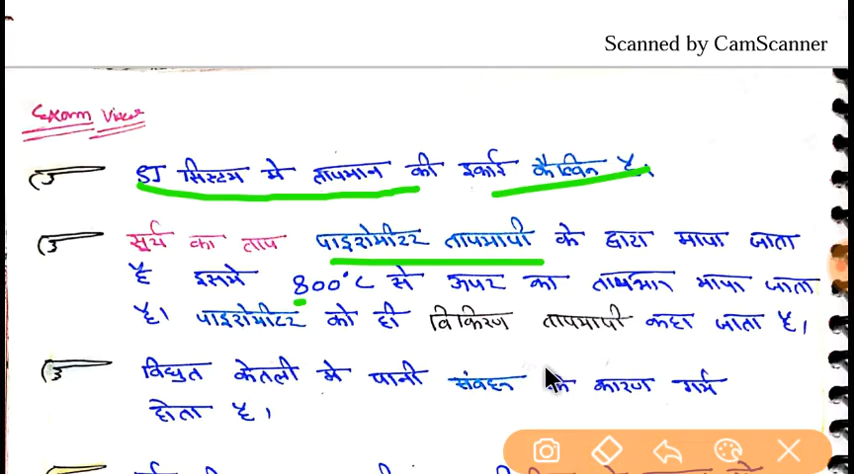 Scanned by CamScanner
Exam View
SI सिस्टम मे तापमान की इकाई कैल्विन है।
सूर्य का ताप पाइरोमीटर तापमापी के द्वारा मापा जाता
है इसमे 800°C से ऊपर का तापमान मापा जाता
है। पाइरोमीटर को ही विकिरण तापमापी कहा जाता है।
विद्युत केतली मे पानी संवहन के कारण गर्म
होता है।